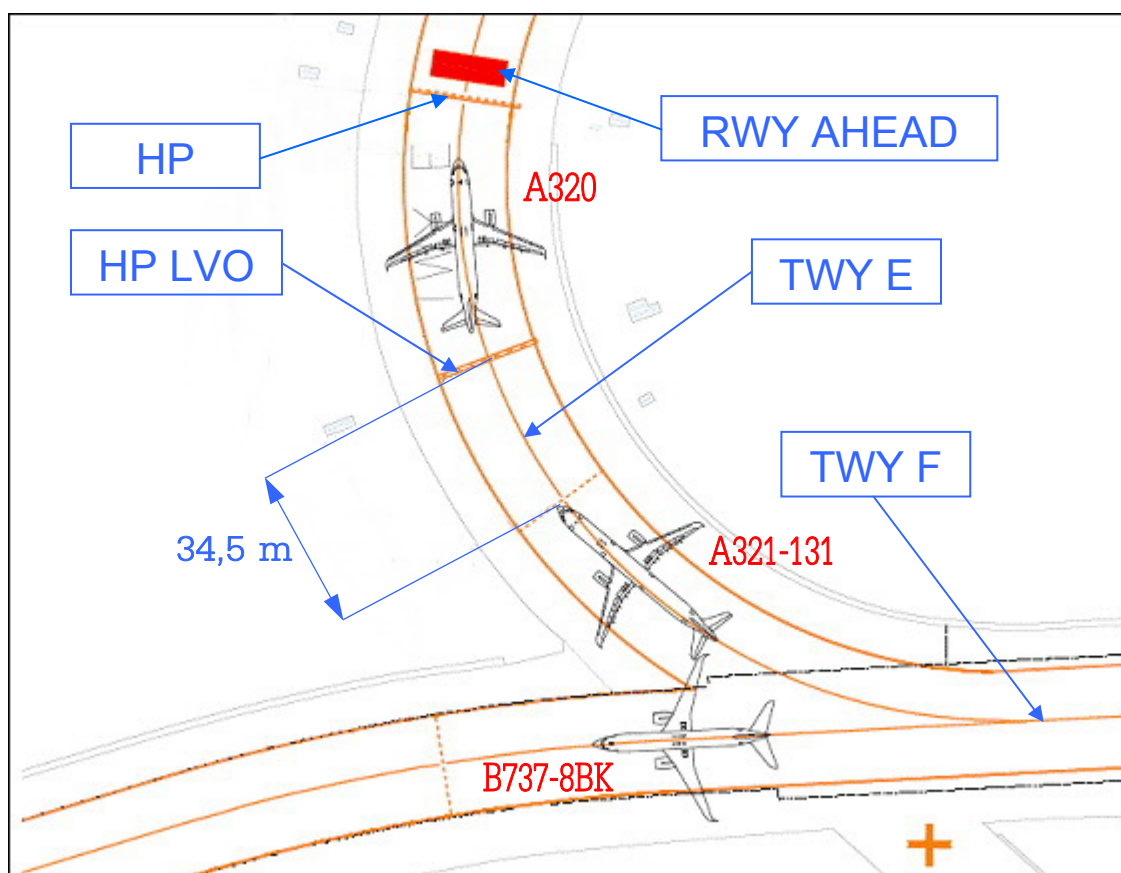 RWY AHEAD
HP
A320
HP LVO
TWY E
TWY F
34,5 m
A321-131
B737-8BK